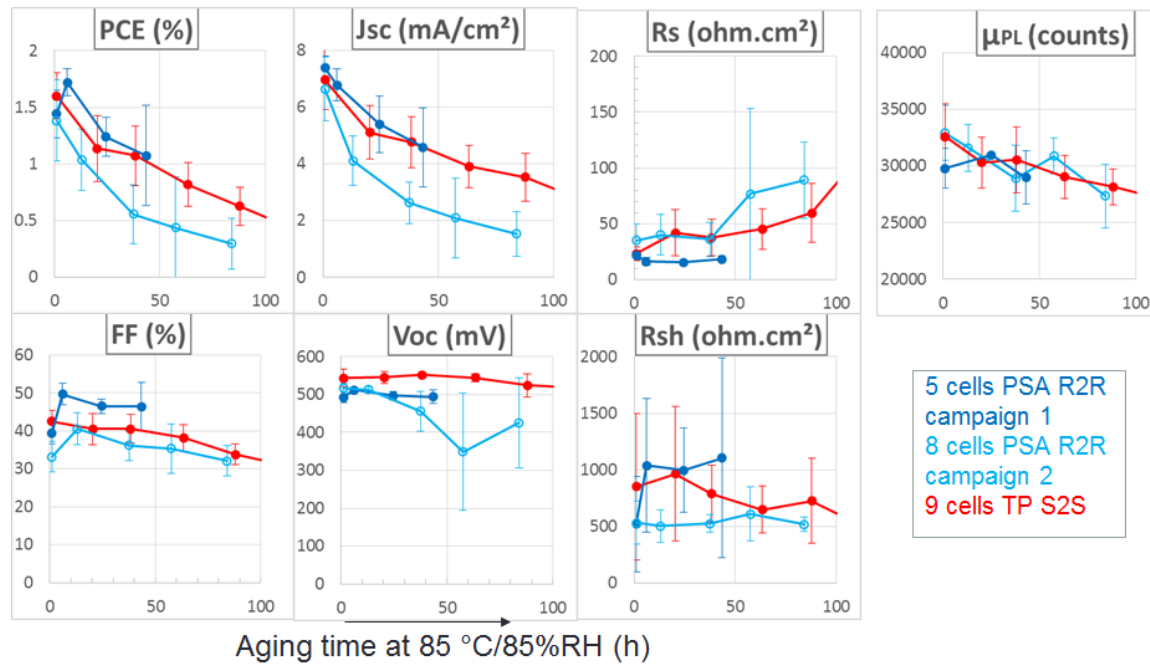 PCE (%)
2
1.5
1
0.5
0
0 50 100
Jsc (mA/cm²)
8
6
4
2
0
0 50 100
Rs (ohm.cm²)
200
150
100
50
0
0 50 100
µPL (counts)
40000
35000
30000
25000
20000
0 50 100
FF (%)
60
50
40
30
20
10
0
0 50 100
Voc (mV)
600
500
400
300
200
100
0
0 50 100
Rsh (ohm.cm²)
2000
1500
1000
500
0
0 50 100
5 cells PSA R2R
campaign 1
8 cells PSA R2R
campaign 2
9 cells TP S2S
Aging time at 85 °C/85%RH (h)